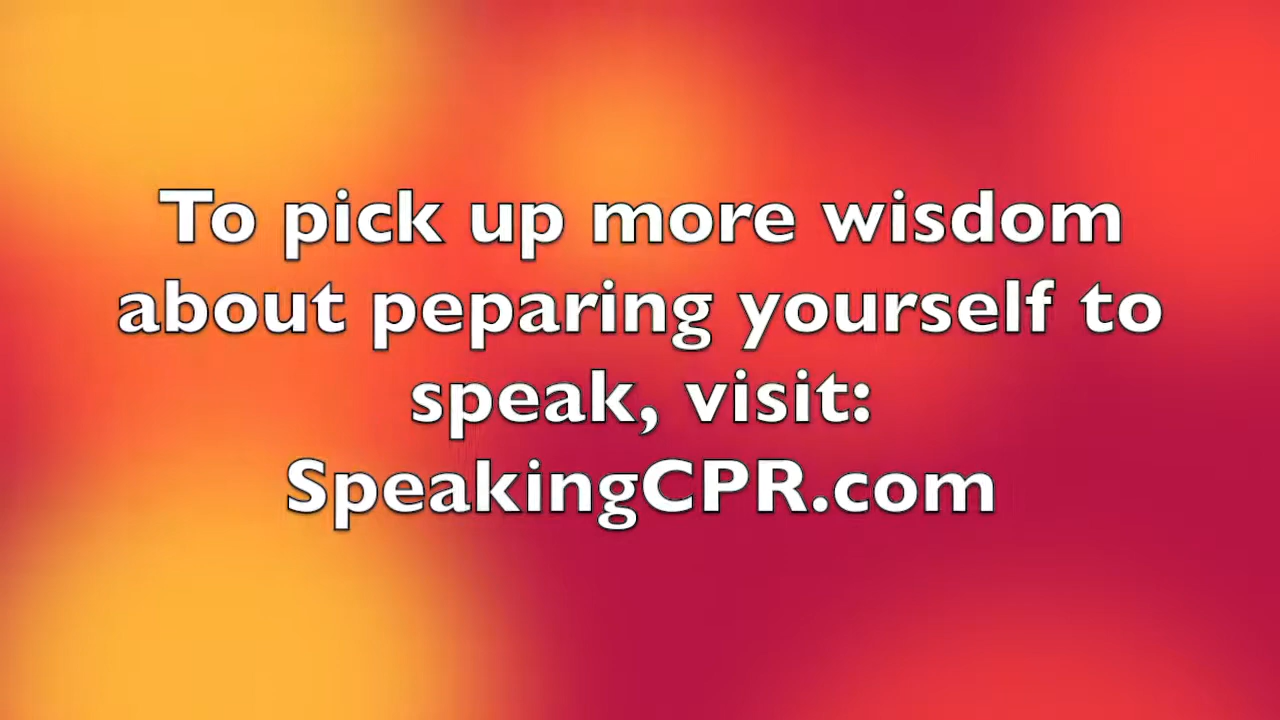 To pick up more wisdom
about peparing yourself to
speak, visit:
SpeakingCPR.com